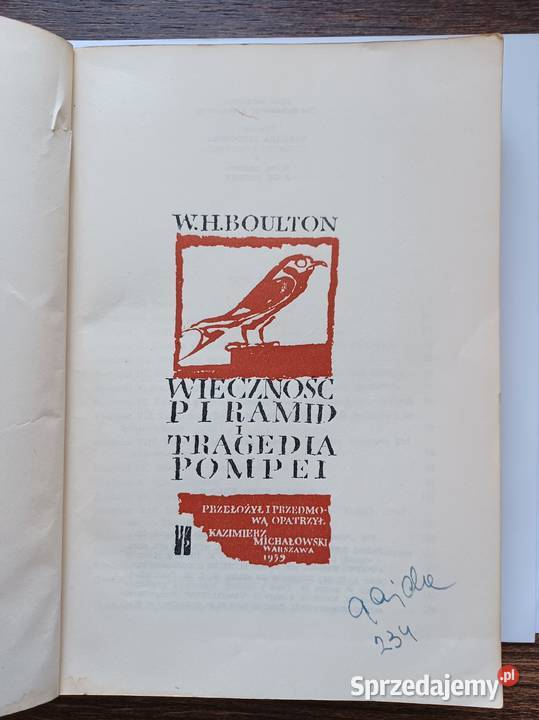 W.H. BOULTON
WIECZNOŚĆ
PIRAMID
I
TRAGEDIA
POMPEI
PRZEŁOŻYŁ I PRZEDMO-
WĄ OPATRZYŁ
KAZIMIERZ
MICHAŁOWSKI
WARSZAWA
1959
234
Sprzedajemy.pl